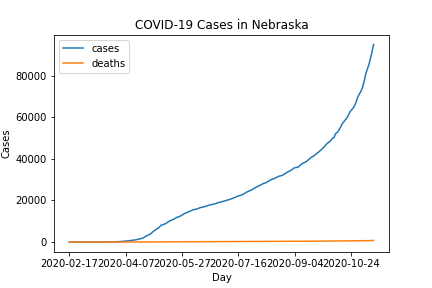 COVID-19 Cases in Nebraska
cases
deaths
80000
60000
40000
20000
0
Cases
2020-02-17 2020-04-07 2020-05-27 2020-07-16 2020-09-04 2020-10-24
Day